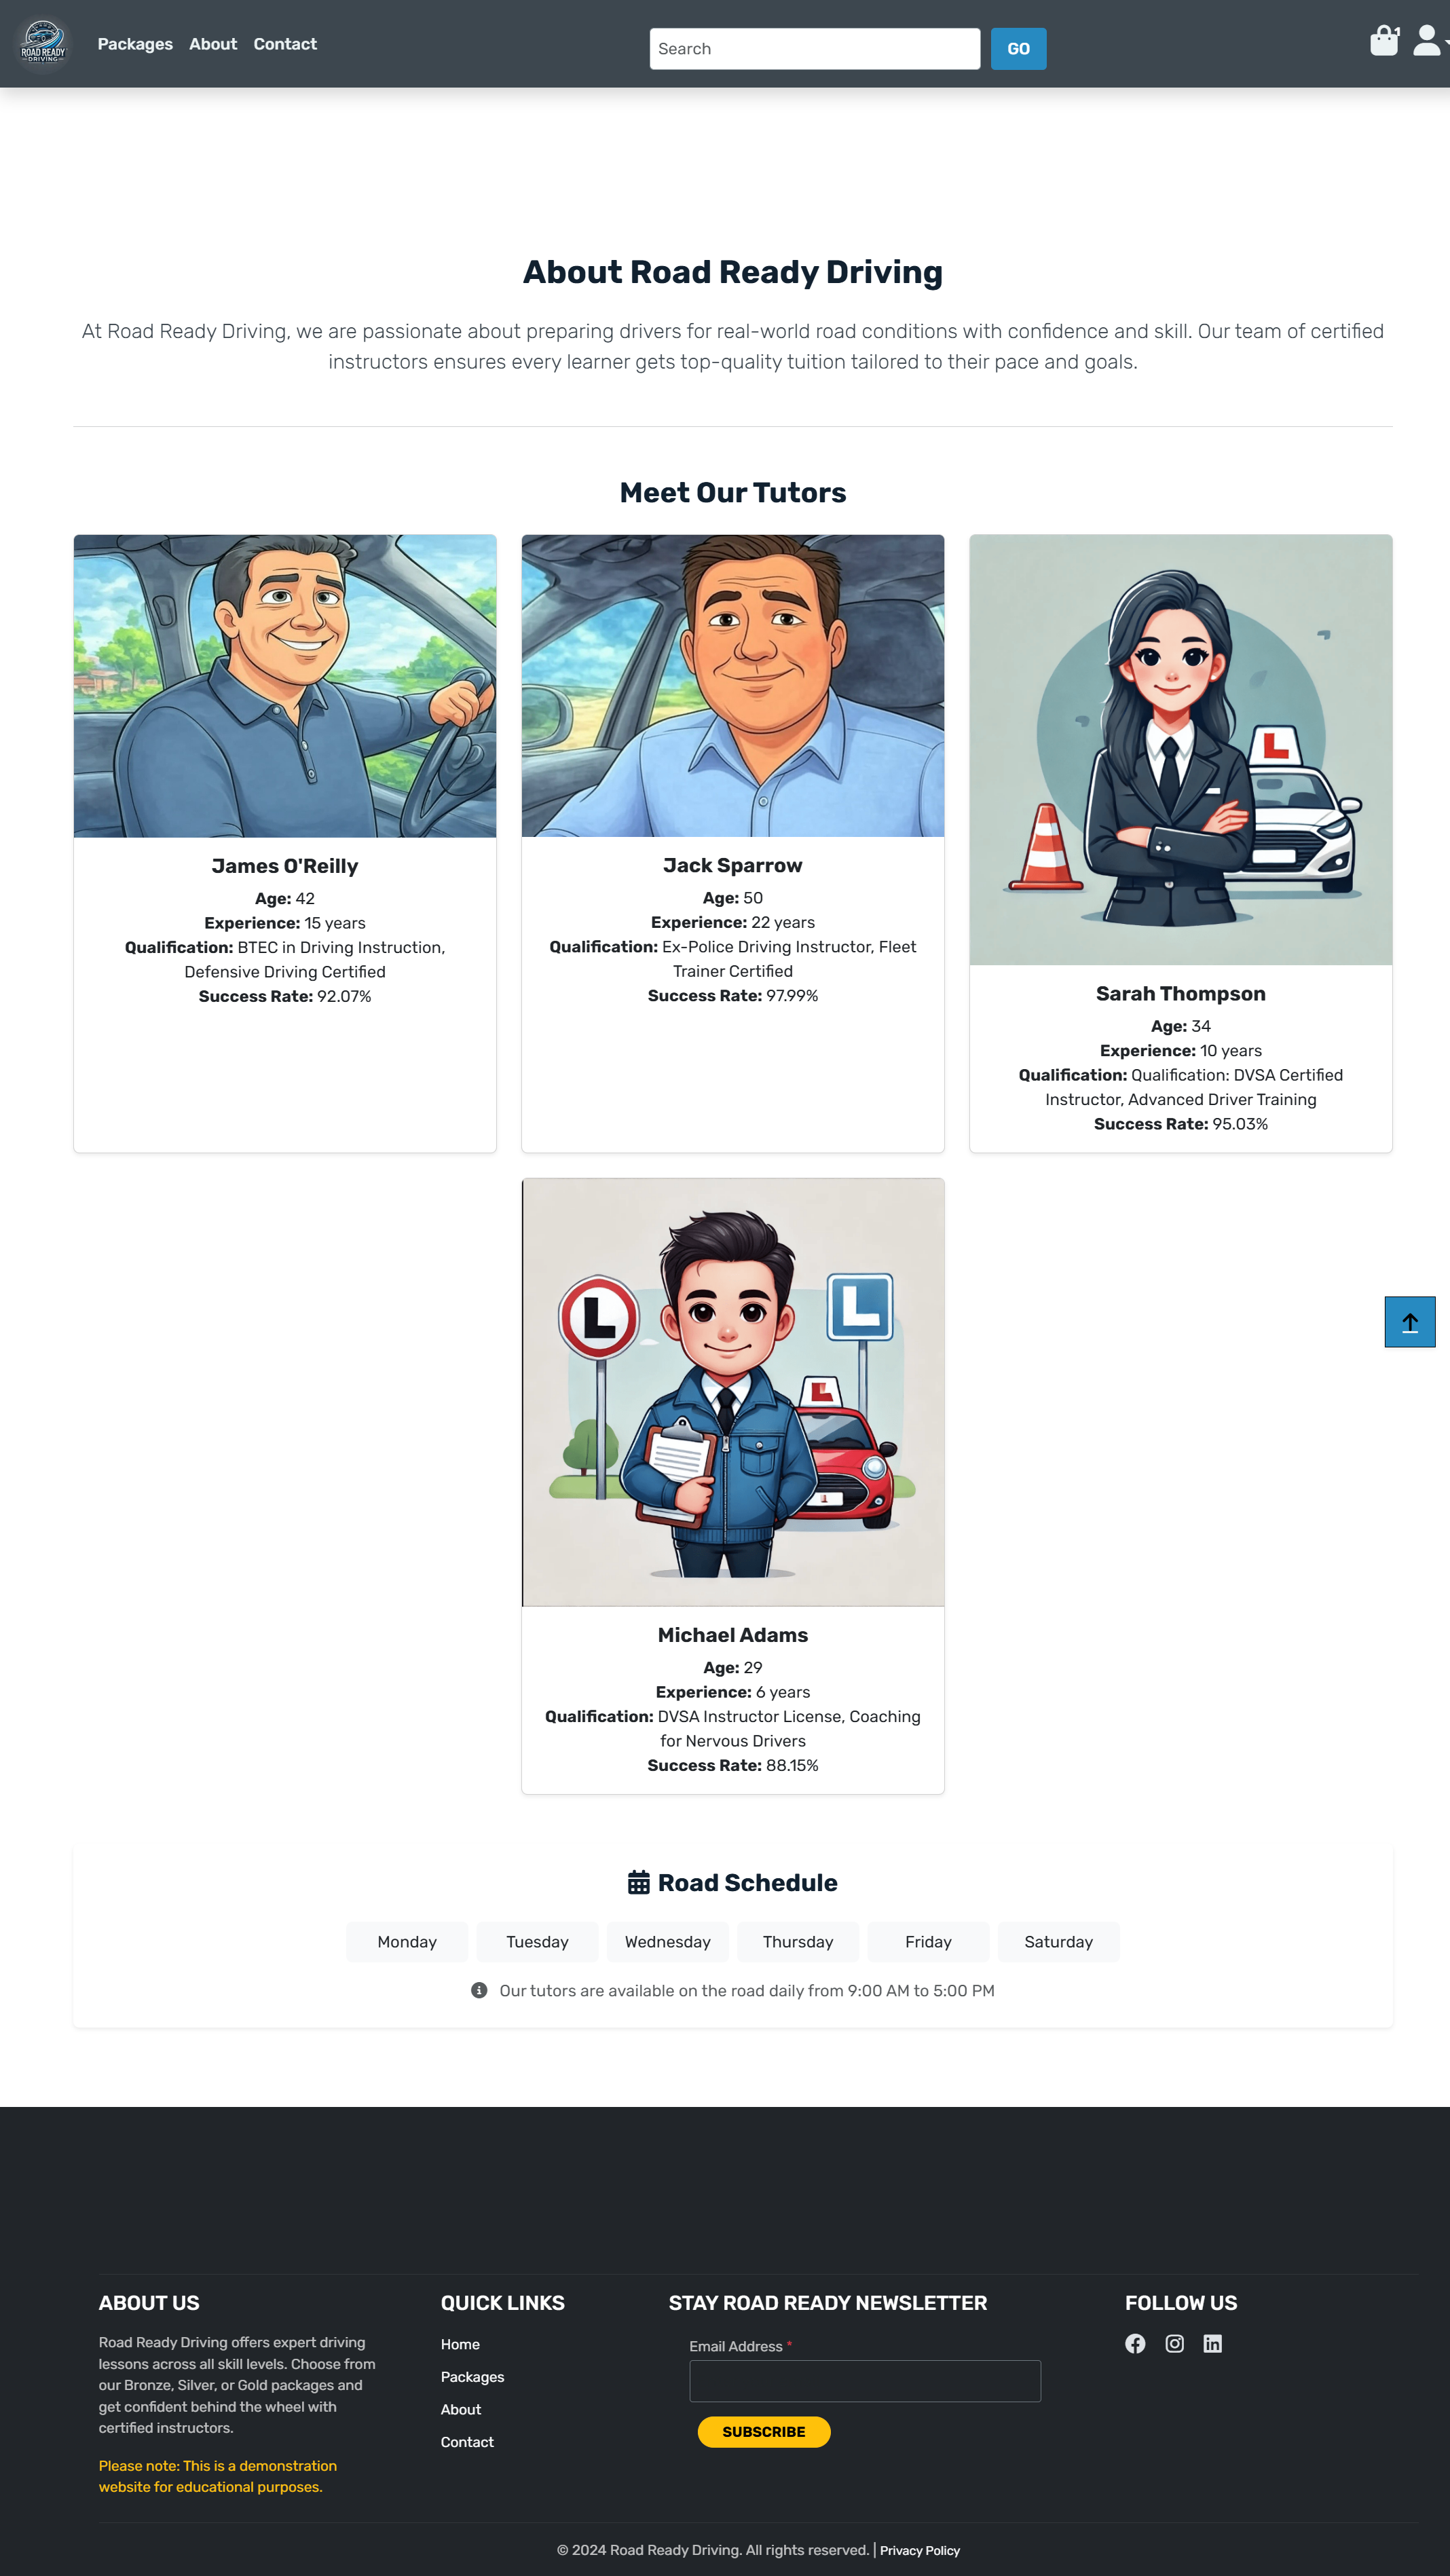 ROAD READY
DRIVING
Packages About Contact
Search
GO
1
About Road Ready Driving
At Road Ready Driving, we are passionate about preparing drivers for real-world road conditions with confidence and skill. Our team of certified
instructors ensures every learner gets top-quality tuition tailored to their pace and goals.
Meet Our Tutors
L
James O'Reilly
Age: 42
Experience: 15 years
Qualification: BTEC in Driving Instruction,
Defensive Driving Certified
Success Rate: 92.07%
Jack Sparrow
Age: 50
Experience: 22 years
Qualification: Ex-Police Driving Instructor, Fleet
Trainer Certified
Success Rate: 97.99%
Sarah Thompson
Age: 34
Experience: 10 years
Qualification: Qualification: DVSA Certified
Instructor, Advanced Driver Training
Success Rate: 95.03%
L
L
L
L
Michael Adams
Age: 29
Experience: 6 years
Qualification: DVSA Instructor License, Coaching
for Nervous Drivers
Success Rate: 88.15%
Road Schedule
Monday Tuesday Wednesday Thursday Friday Saturday
Our tutors are available on the road daily from 9:00 AM to 5:00 PM
ABOUT US
Road Ready Driving offers expert driving
lessons across all skill levels. Choose from
our Bronze, Silver, or Gold packages and
get confident behind the wheel with
certified instructors.
Please note: This is a demonstration
website for educational purposes.
QUICK LINKS
Home
Packages
About
Contact
STAY ROAD READY NEWSLETTER
Email Address *
SUBSCRIBE
FOLLOW US
© 2024 Road Ready Driving. All rights reserved. | Privacy Policy